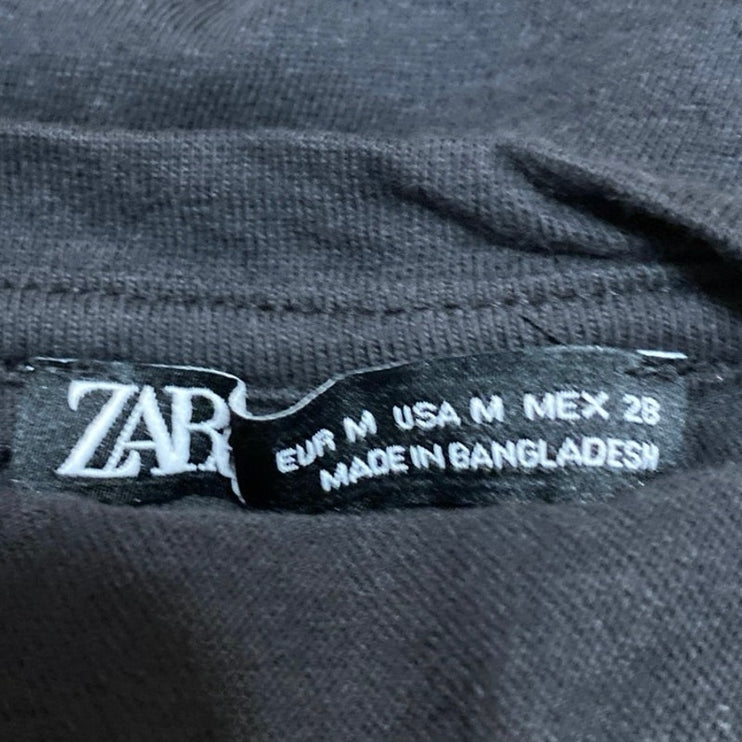 ZAR
EUR M USA M MEX 28
MADE IN BANGLADESH